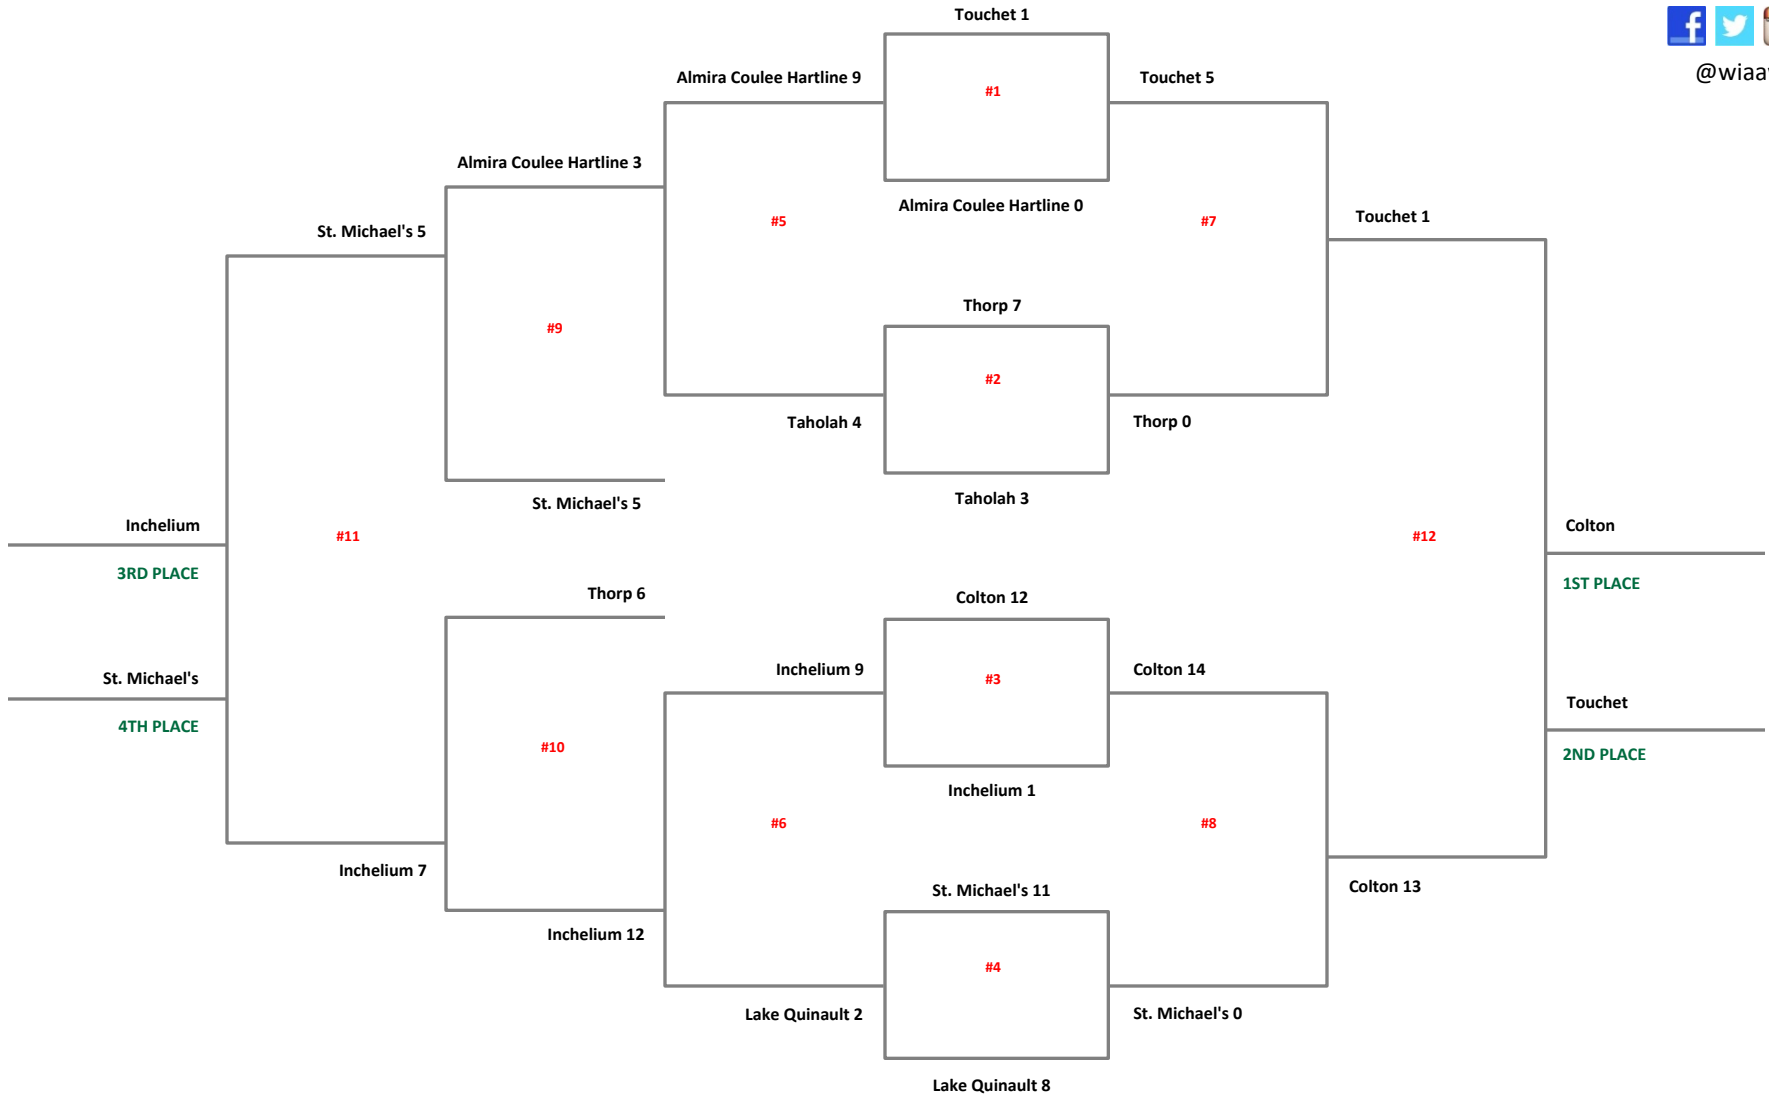 Touchet 1
Almira Coulee Hartline 9
Touchet 5
@wiaa
#1
Almira Coulee Hartline 3
Almira Coulee Hartline 0
Touchet 1
#5
#7
St. Michael's 5
Thorp 7
#9
#2
Taholah 4
Thorp 0
Taholah 3
St. Michael's 5
Inchelium
#11
#12
Colton
3RD PLACE
1ST PLACE
Thorp 6
Colton 12
Inchelium 9
#3
Colton 14
St. Michael's
Touchet
4TH PLACE
#10
2ND PLACE
Inchelium 1
#6
#8
Inchelium 7
St. Michael's 11
Colton 13
Inchelium 12
#4
Lake Quinault 2
St. Michael's 0
Lake Quinault 8